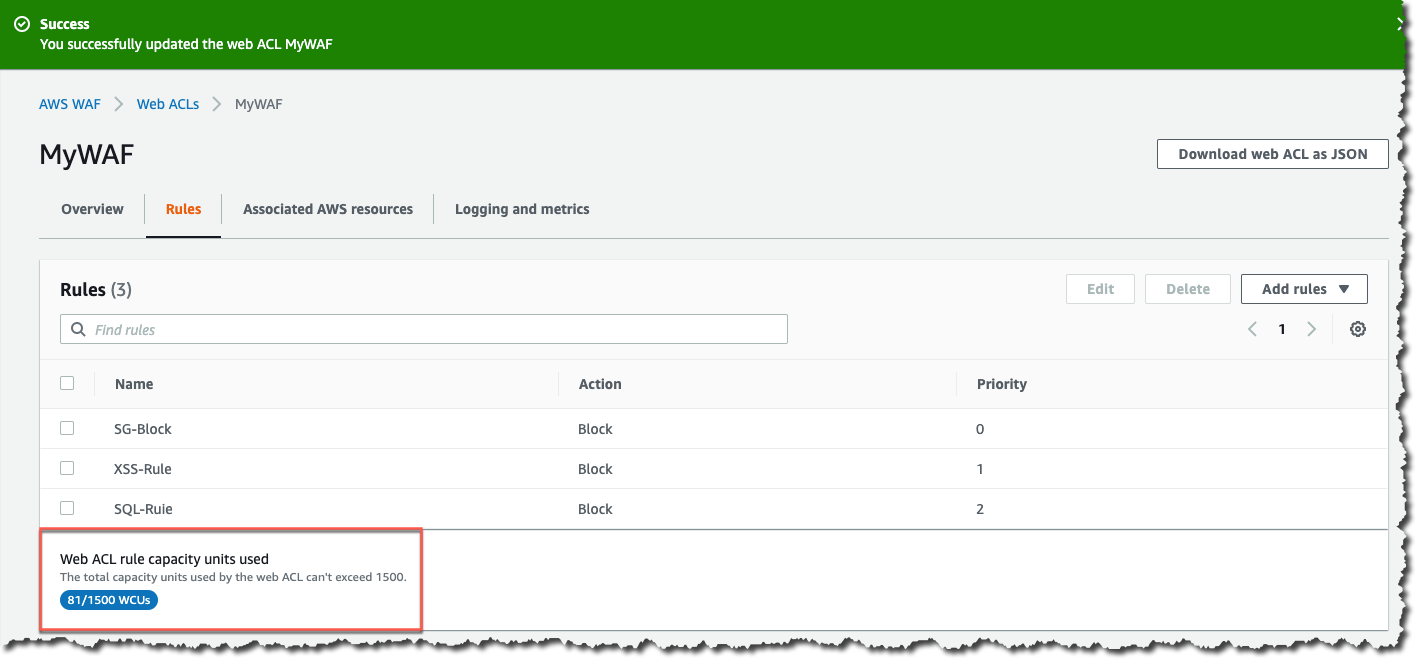 Success
You successfully updated the web ACL MyWAF
AWS WAF > Web ACLs > MyWAF
MyWAF
Download web ACL as JSON
Overview
Rules
Associated AWS resources
Logging and metrics
Rules (3)
Edit
Delete
Add rules
Find rules
1
Name Action Priority
SG-Block Block 0
XSS-Rule Block 1
SQL-Ruie Block 2
Web ACL rule capacity units used
The total capacity units used by the web ACL can't exceed 1500.
81/1500 WCUs